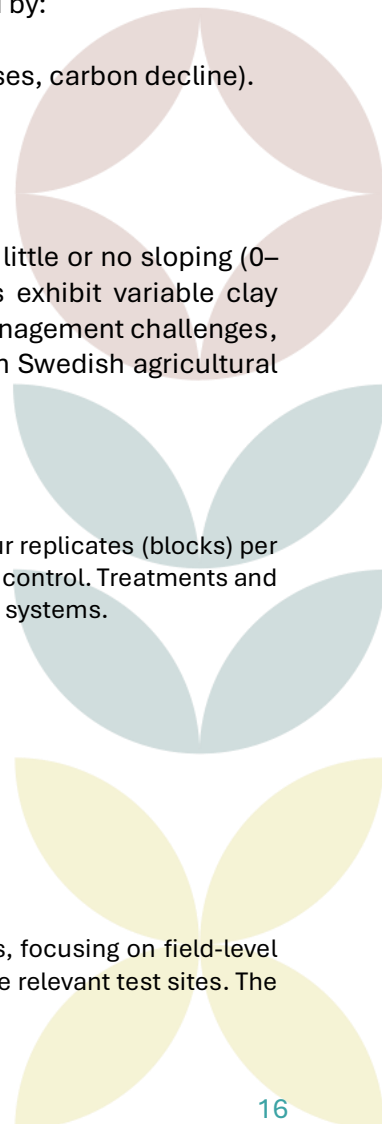 by:
ses, carbon decline).
little or no sloping (0–
s exhibit variable clay
nagement challenges,
n Swedish agricultural
ur replicates (blocks) per
control. Treatments and
systems.
s, focusing on field-level
e relevant test sites. The
16